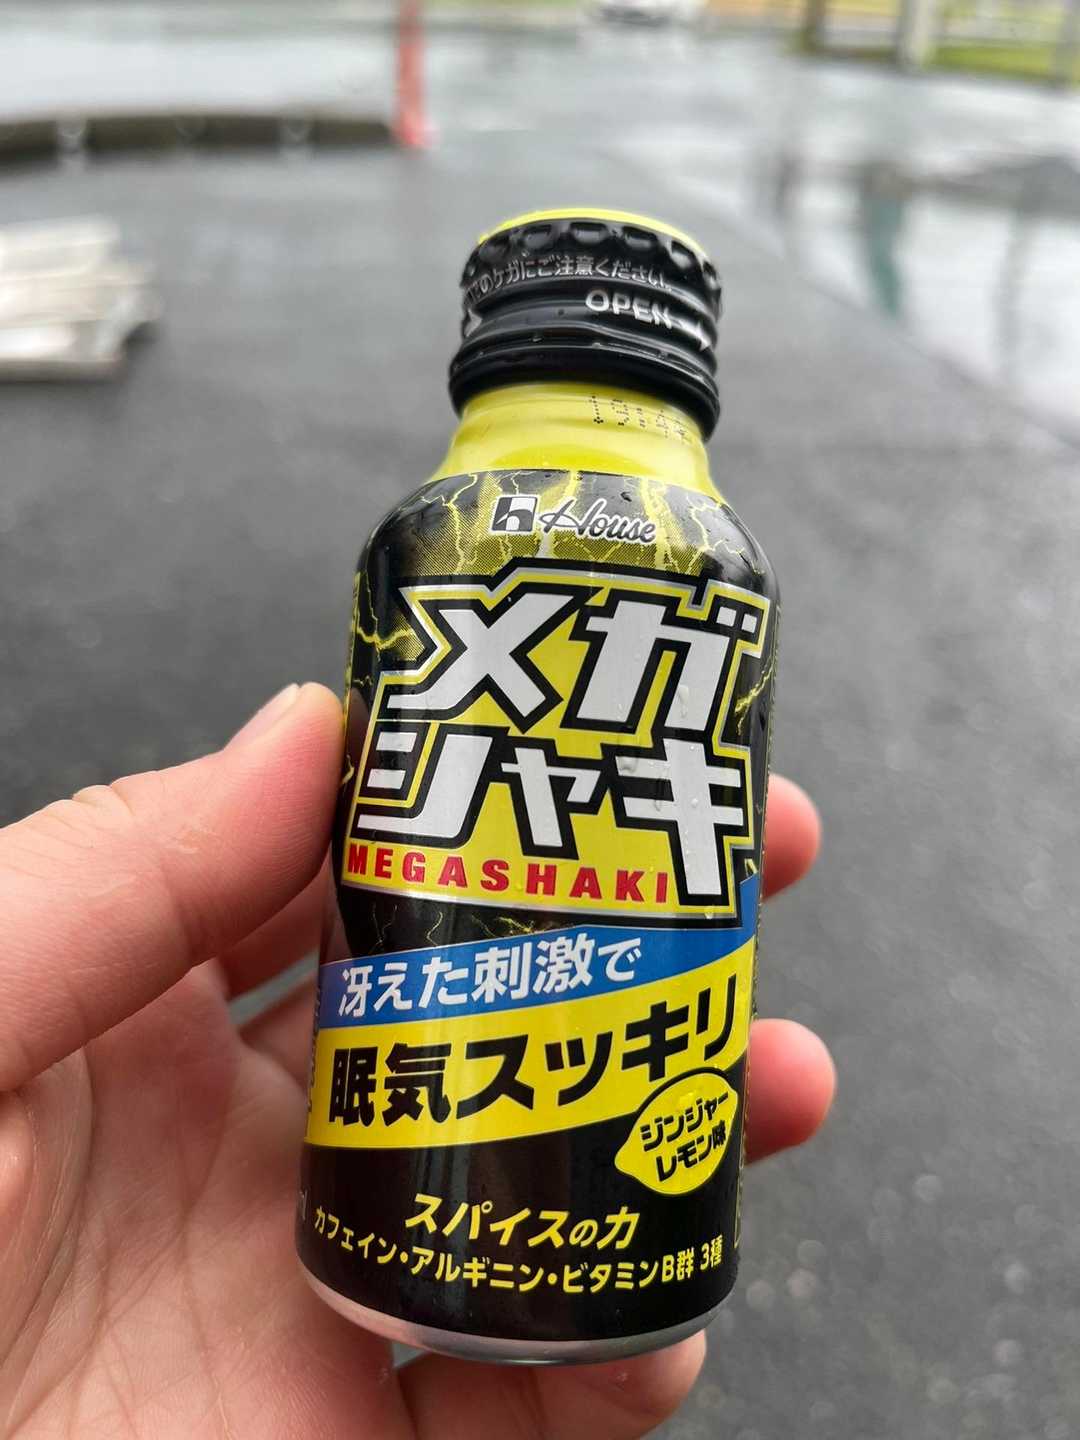 のケガにご注意ください。
OPEN
House
メガ
シャキ
MEGASHAKI
冴えた刺激で
眠気スッキリ
ジンジャー
レモン味
スパイスの力
カフェイン・アルギニン・ビタミンB群 3種